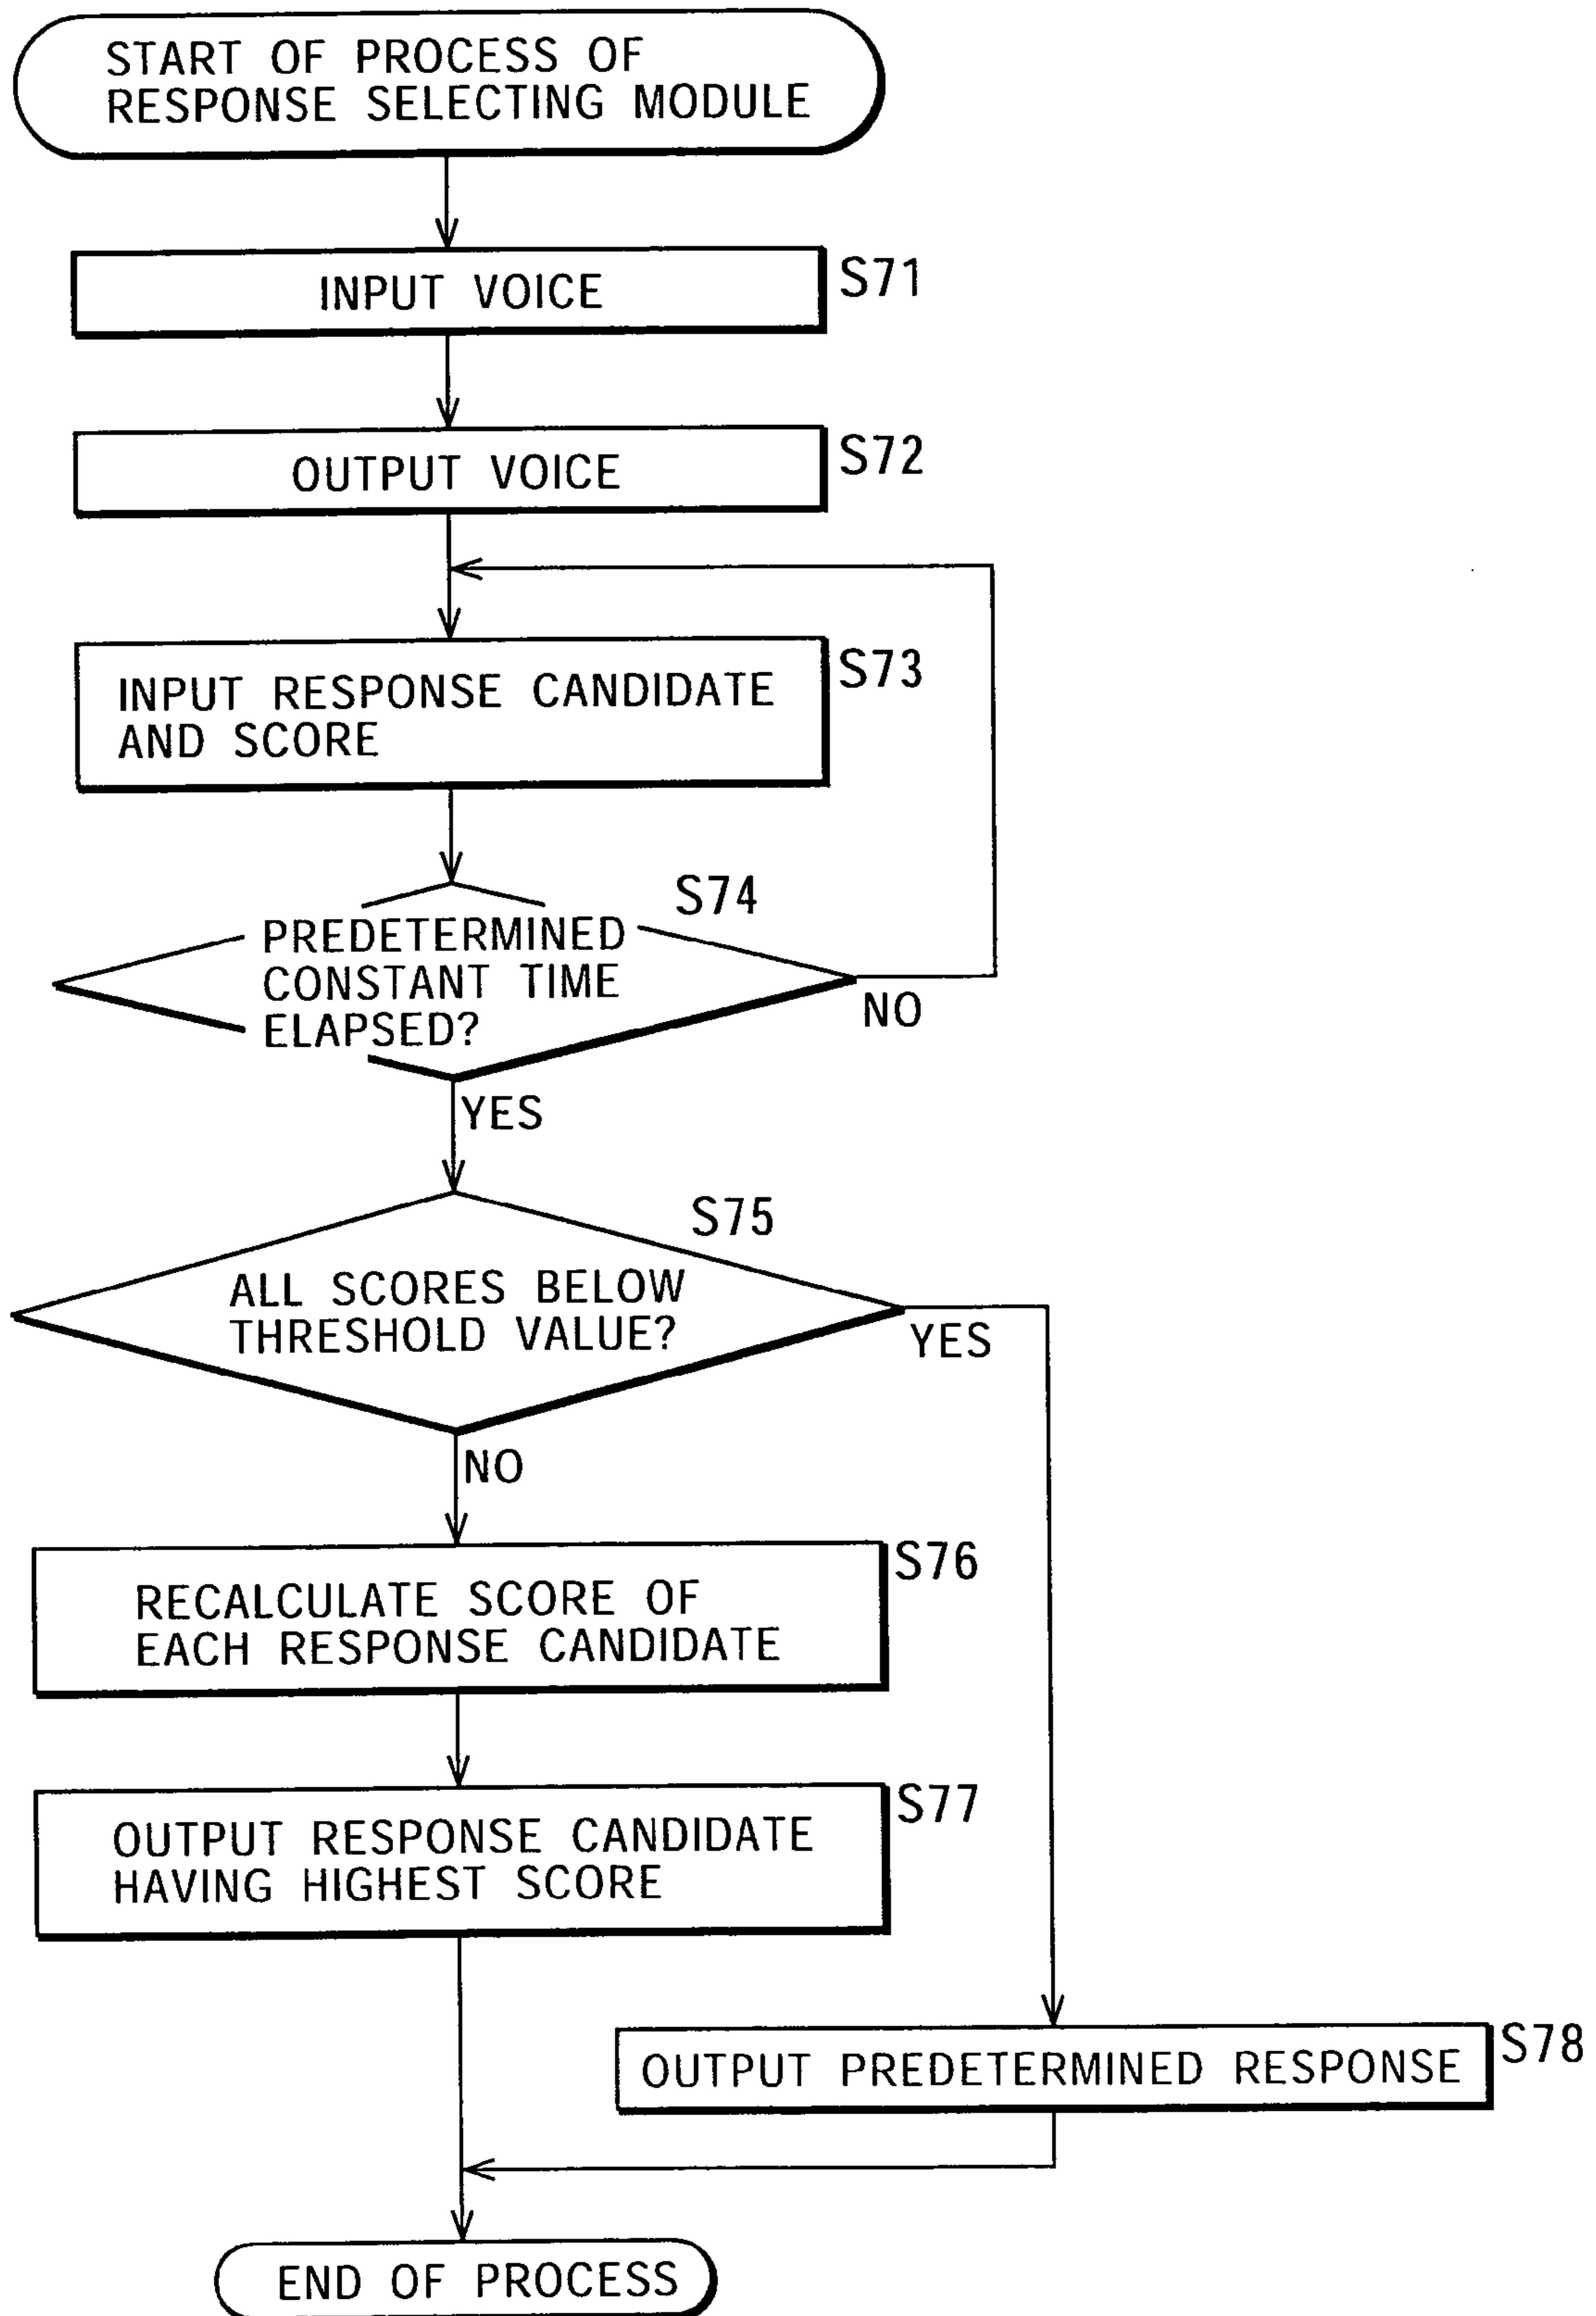 START OF PROCESS OF
RESPONSE SELECTING MODULE
INPUT VOICE
S71
OUTPUT VOICE
S72
INPUT RESPONSE CANDIDATE
AND SCORE
S73
S74
PREDETERMINED
CONSTANT TIME
ELAPSED?
NO
YES
S75
ALL SCORES BELOW
THRESHOLD VALUE?
YES
NO
S76
RECALCULATE SCORE OF
EACH RESPONSE CANDIDATE
S77
OUTPUT RESPONSE CANDIDATE
HAVING HIGHEST SCORE
OUTPUT PREDETERMINED RESPONSE
S78
END OF PROCESS